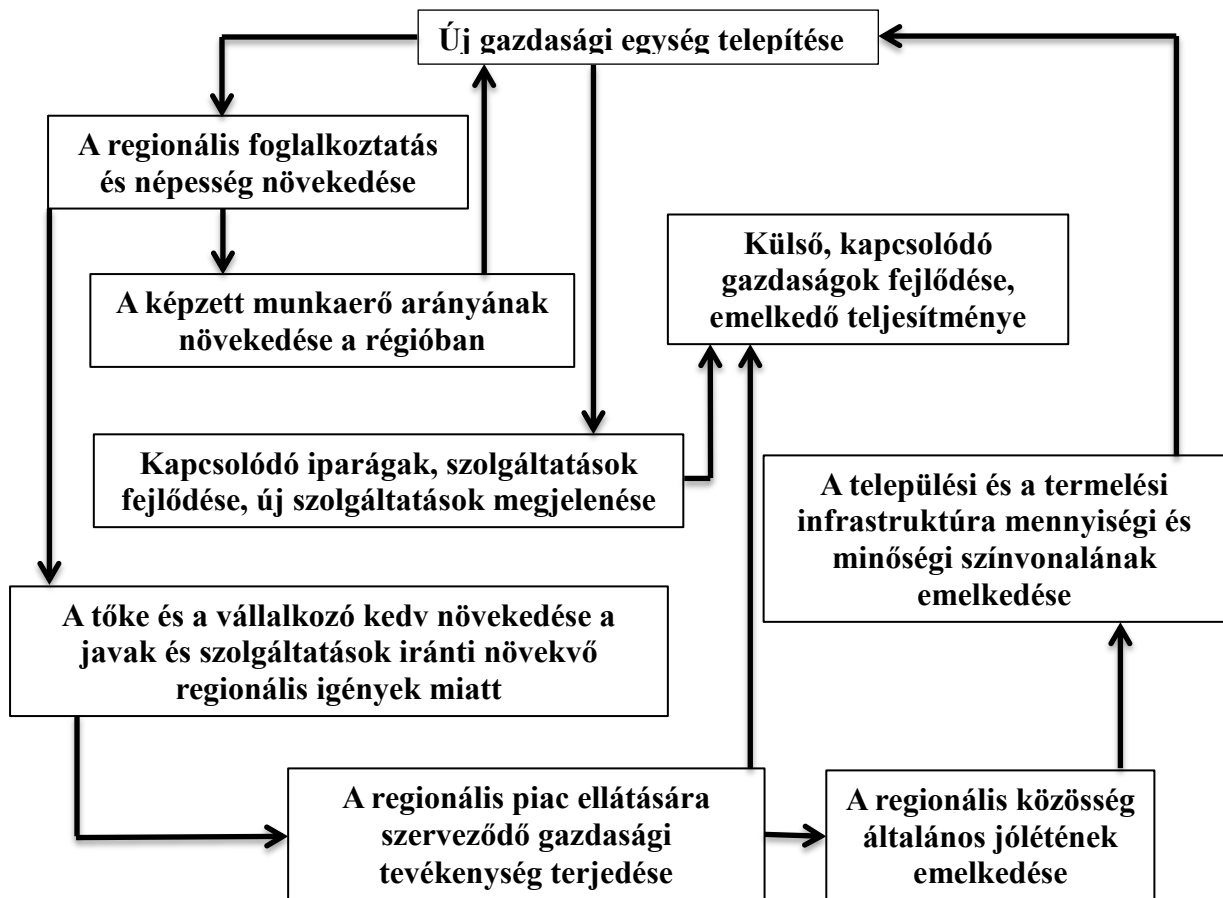 Új gazdasági egység telepítése
A regionális foglalkoztatás
és népesség növekedése
Külső, kapcsolódó
gazdaságok fejlődése,
emelkedő teljesítménye
A képzett munkaerő arányának
növekedése a régióban
Kapcsolódó iparágak, szolgáltatások
fejlődése, új szolgáltatások megjelenése
A települési és a termelési
infrastruktúra mennyiségi és
minőségi színvonalának
emelkedése
A tőke és a vállalkozó kedv növekedése a
javak és szolgáltatások iránti növekvő
regionális igények miatt
A regionális piac ellátására
szerveződő gazdasági
tevékenység terjedése
A regionális közösség
általános jólétének
emelkedése